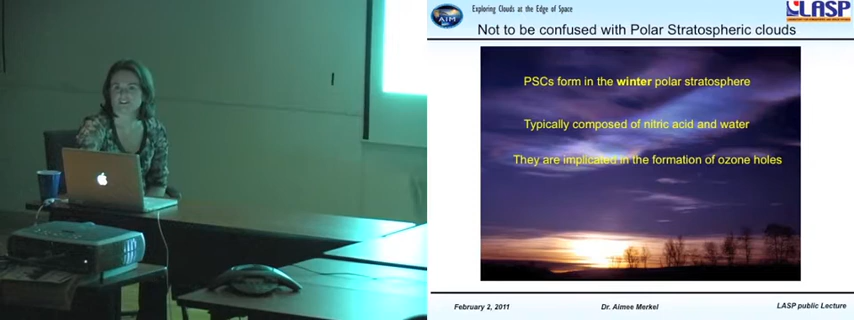 AIM
Exploring Clouds at the Edge of Space
LASP
Not to be confused with Polar Stratospheric clouds
PSCs form in the winter polar stratosphere
Typically composed of nitric acid and water
They are implicated in the formation of ozone holes
February 2, 2011
Dr. Aimee Merkel
LASP public Lecture